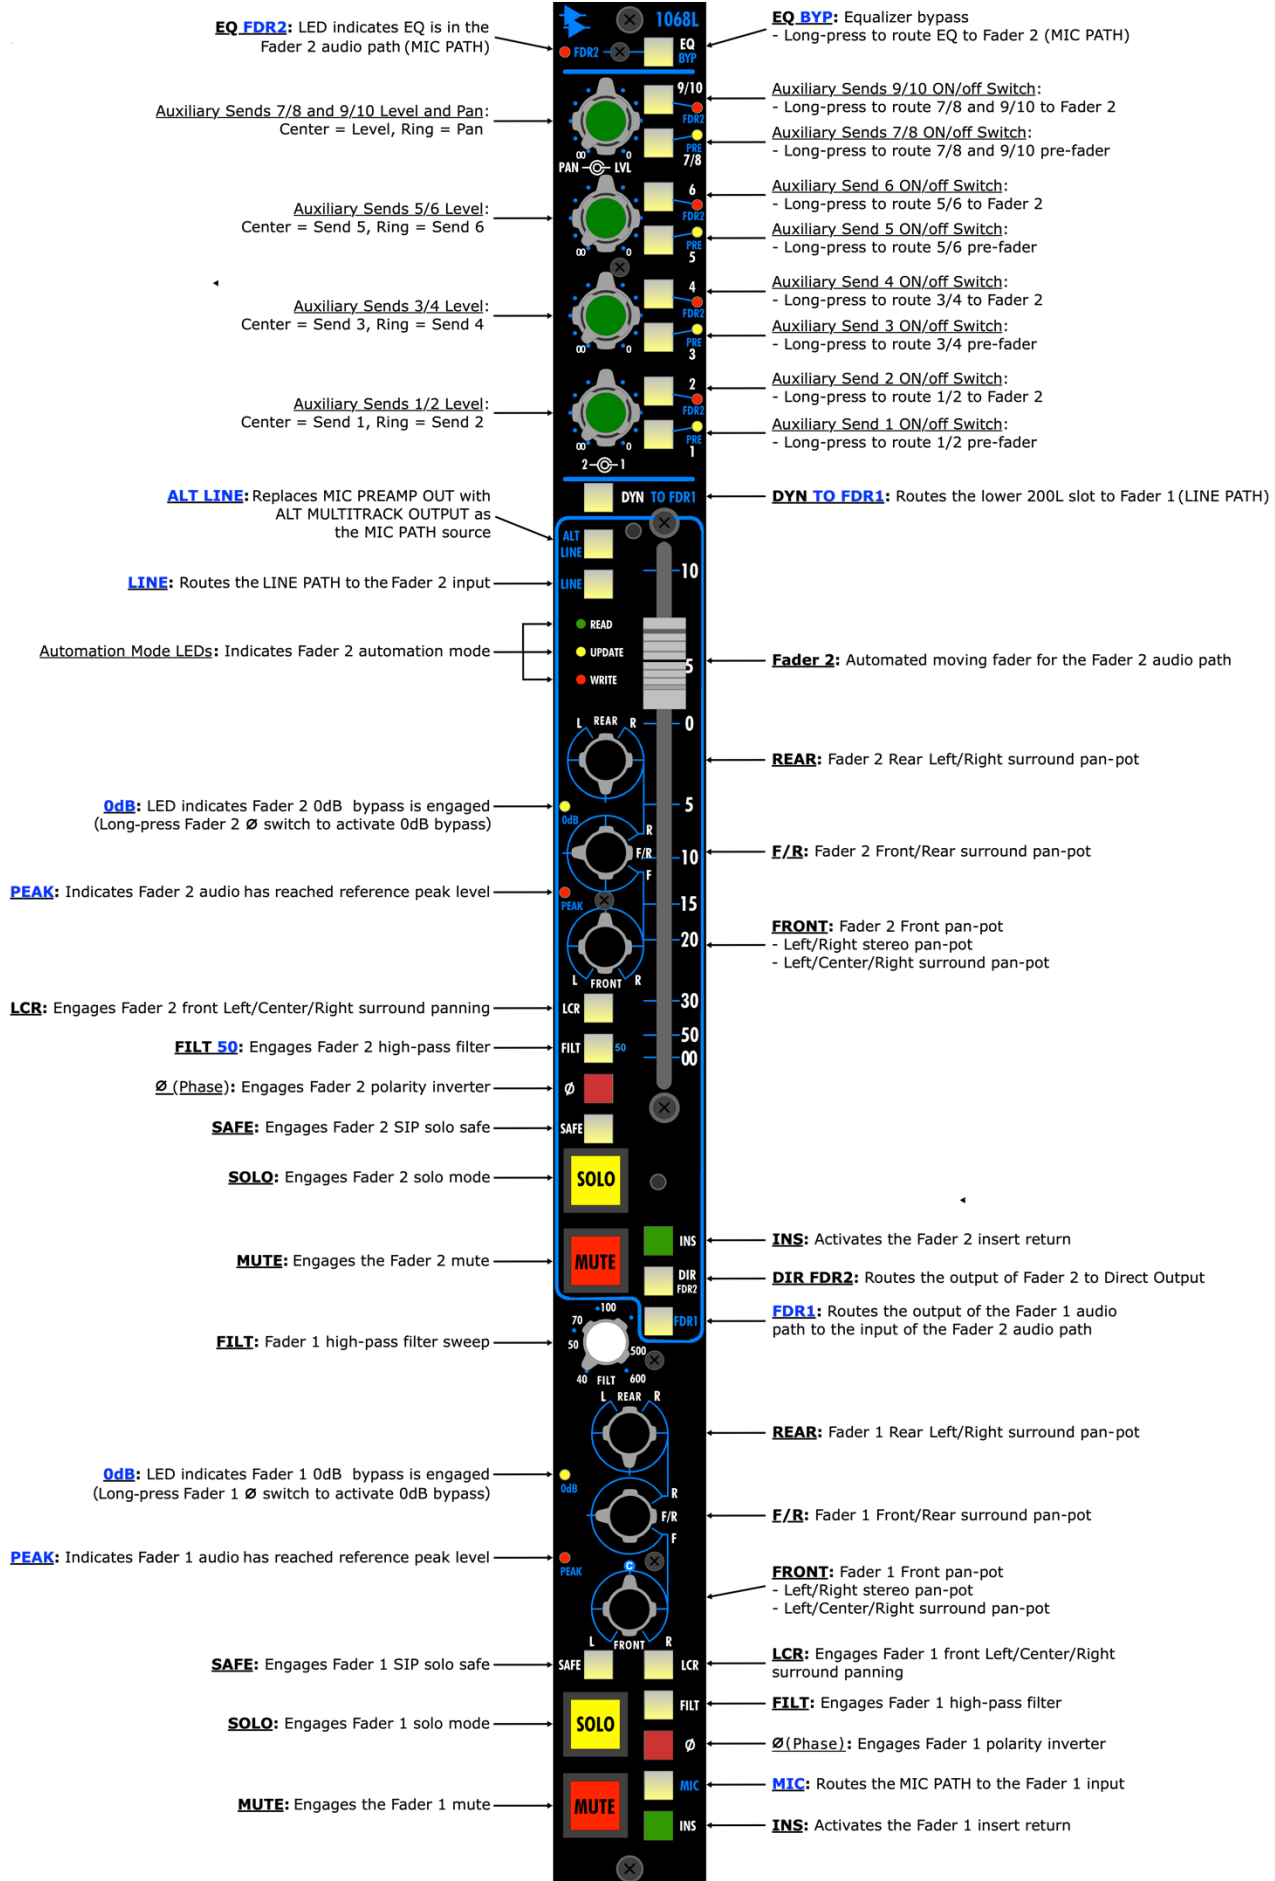 1068L
EQ FDR2: LED indicates EQ is in the
Fader 2 audio path (MIC PATH)
FDR2
EQ
BYP
EQ BYP: Equalizer bypass
- Long-press to route EQ to Fader 2 (MIC PATH)
Auxiliary Sends 7/8 and 9/10 Level and Pan:
Center = Level, Ring = Pan
9/10
FDR2
PRE
7/8
∞
0
PAN
LVL
Auxiliary Sends 9/10 ON/off Switch:
- Long-press to route 7/8 and 9/10 to Fader 2
Auxiliary Sends 7/8 ON/off Switch:
- Long-press to route 7/8 and 9/10 pre-fader
Auxiliary Sends 5/6 Level:
Center = Send 5, Ring = Send 6
6
FDR2
PRE
5
∞
0
Auxiliary Send 6 ON/off Switch:
- Long-press to route 5/6 to Fader 2
Auxiliary Send 5 ON/off Switch:
- Long-press to route 5/6 pre-fader
Auxiliary Sends 3/4 Level:
Center = Send 3, Ring = Send 4
4
FDR2
PRE
3
∞
0
Auxiliary Send 4 ON/off Switch:
- Long-press to route 3/4 to Fader 2
Auxiliary Send 3 ON/off Switch:
- Long-press to route 3/4 pre-fader
Auxiliary Sends 1/2 Level:
Center = Send 1, Ring = Send 2
2
FDR2
PRE
1
∞
0
2
1
Auxiliary Send 2 ON/off Switch:
- Long-press to route 1/2 to Fader 2
Auxiliary Send 1 ON/off Switch:
- Long-press to route 1/2 pre-fader
ALT LINE: Replaces MIC PREAMP OUT with
ALT MULTITRACK OUTPUT as
the MIC PATH source
DYN TO FDR1
DYN TO FDR1: Routes the lower 200L slot to Fader 1 (LINE PATH)
ALT
LINE
LINE: Routes the LINE PATH to the Fader 2 input
LINE
10
Automation Mode LEDs: Indicates Fader 2 automation mode
READ
UPDATE
WRITE
5
Fader 2: Automated moving fader for the Fader 2 audio path
0
L REAR R
REAR: Fader 2 Rear Left/Right surround pan-pot
0dB: LED indicates Fader 2 0dB bypass is engaged
(Long-press Fader 2 Ø switch to activate 0dB bypass)
0dB
5
R
F/R
F
10
F/R: Fader 2 Front/Rear surround pan-pot
PEAK: Indicates Fader 2 audio has reached reference peak level
PEAK
15
20
L FRONT R
FRONT: Fader 2 Front pan-pot
- Left/Right stereo pan-pot
- Left/Center/Right surround pan-pot
LCR: Engages Fader 2 front Left/Center/Right surround panning
LCR
30
FILT 50: Engages Fader 2 high-pass filter
FILT
50
50
00
Ø (Phase): Engages Fader 2 polarity inverter
Ø
SAFE: Engages Fader 2 SIP solo safe
SAFE
SOLO: Engages Fader 2 solo mode
SOLO
MUTE: Engages the Fader 2 mute
MUTE
INS
INS: Activates the Fader 2 insert return
DIR
FDR2
DIR FDR2: Routes the output of Fader 2 to Direct Output
FDR1
FDR1: Routes the output of the Fader 1 audio
path to the input of the Fader 2 audio path
FILT: Fader 1 high-pass filter sweep
100
70
50
500
40 FILT 600
L REAR R
REAR: Fader 1 Rear Left/Right surround pan-pot
0dB: LED indicates Fader 1 0dB bypass is engaged
(Long-press Fader 1 Ø switch to activate 0dB bypass)
0dB
R
F/R
F
F/R: Fader 1 Front/Rear surround pan-pot
PEAK: Indicates Fader 1 audio has reached reference peak level
PEAK
C
L FRONT R
FRONT: Fader 1 Front pan-pot
- Left/Right stereo pan-pot
- Left/Center/Right surround pan-pot
SAFE: Engages Fader 1 SIP solo safe
SAFE
LCR
LCR: Engages Fader 1 front Left/Center/Right
surround panning
SOLO: Engages Fader 1 solo mode
SOLO
FILT
FILT: Engages Fader 1 high-pass filter
Ø
Ø(Phase): Engages Fader 1 polarity inverter
MUTE: Engages the Fader 1 mute
MUTE
MIC
MIC: Routes the MIC PATH to the Fader 1 input
INS
INS: Activates the Fader 1 insert return